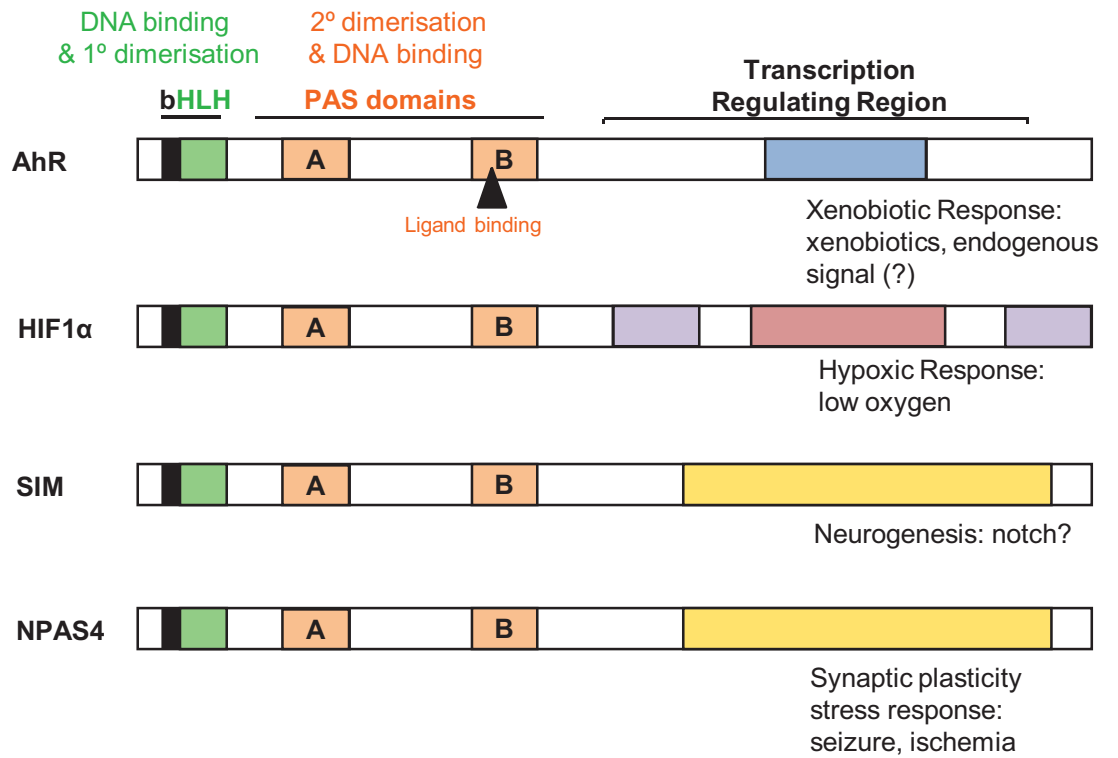 DNA binding
& 1º dimerisation
2º dimerisation
& DNA binding
bHLH
PAS domains
Transcription
Regulating Region
AhR
A
B
Ligand binding
Xenobiotic Response:
xenobiotics, endogenous
signal (?)
HIF1α
A
B
Hypoxic Response:
low oxygen
SIM
A
B
Neurogenesis: notch?
NPAS4
A
B
Synaptic plasticity
stress response:
seizure, ischemia